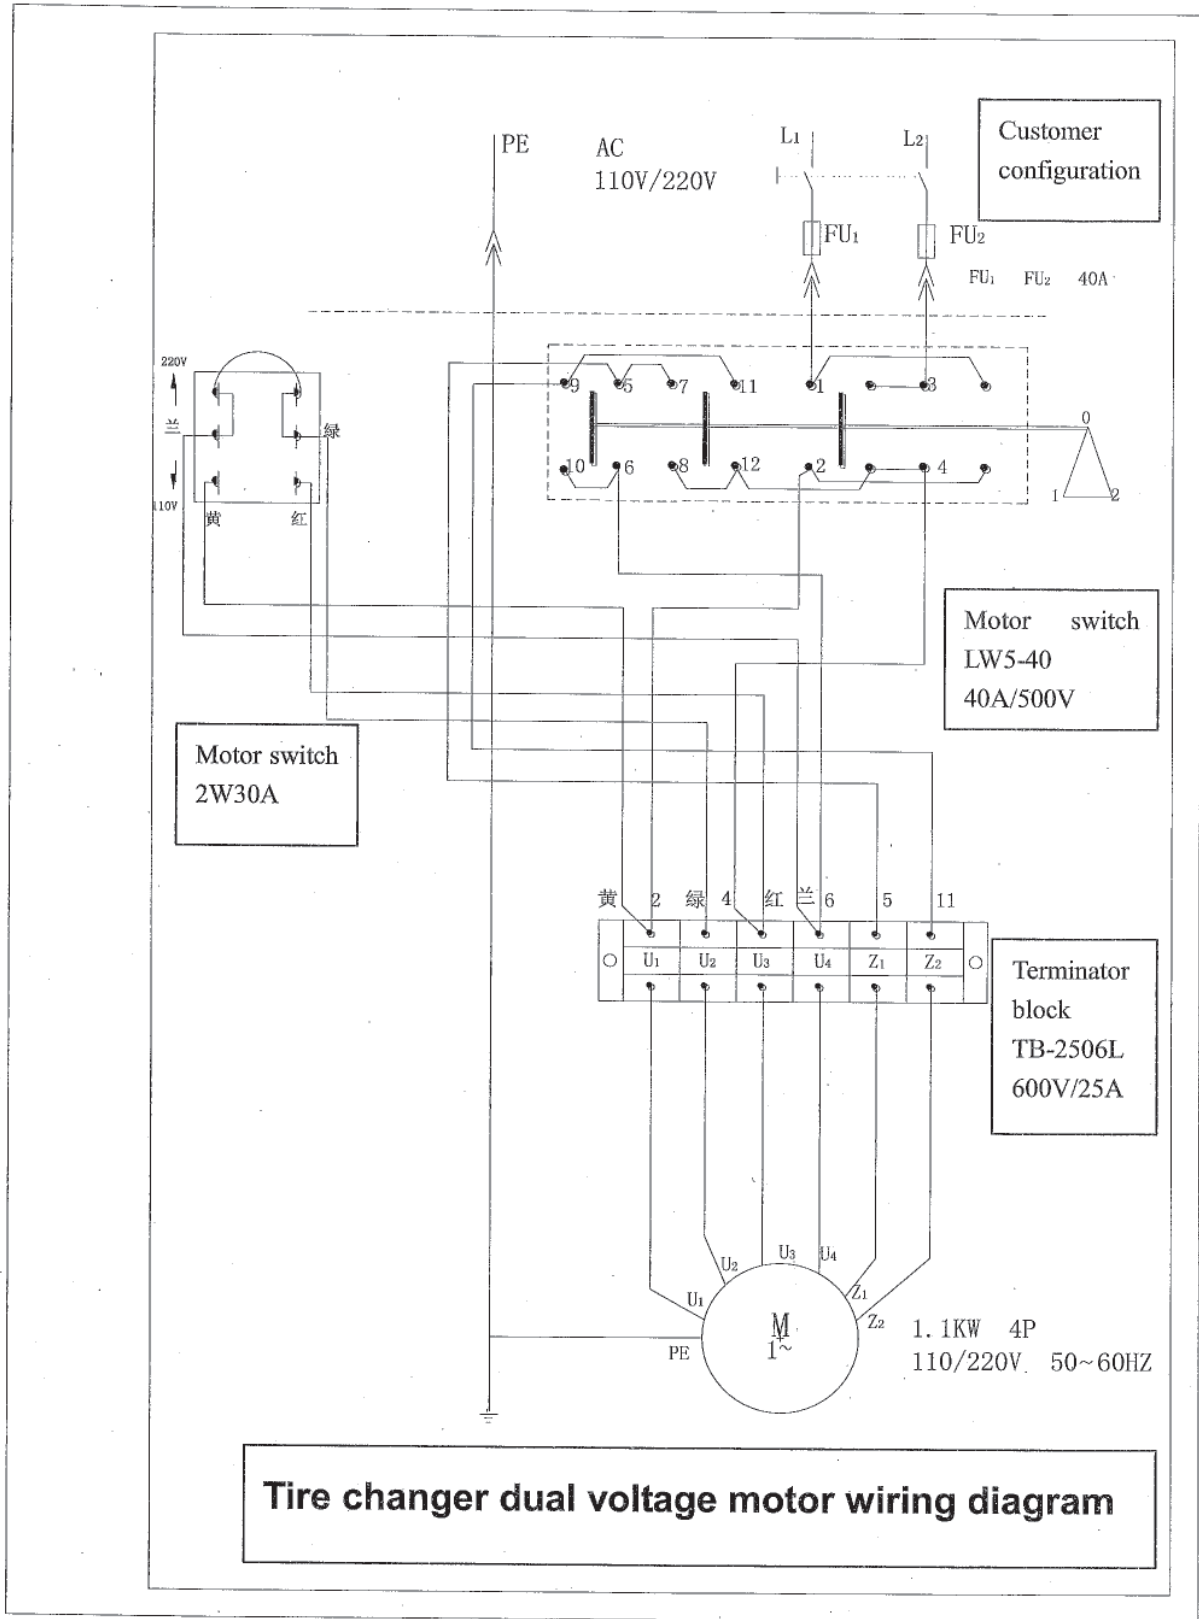 PE
AC
110V/220V
L1
L2
Customer
configuration
FU1
FU2
FU1 FU2 40A
220V
兰
绿
110V
黄
红
9
5
7
11
1
3
10
6
8
12
2
4
0
1
2
Motor switch
LW5-40
40A/500V
Motor switch
2W30A
黄 2 绿 4 红 兰 6 5 11
U1 U2 U3 U4 Z1 Z2
Terminator
block
TB-2506L
600V/25A
U1
U2
U3
U4
Z1
Z2
PE
M
1~
1.1KW 4P
110/220V 50~60HZ
Tire changer dual voltage motor wiring diagram